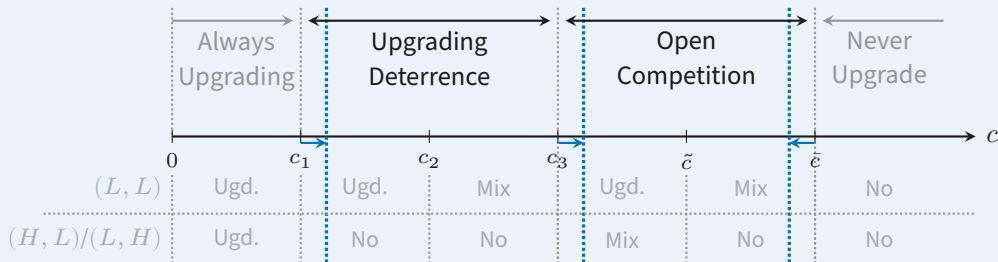 Always Upgrading Upgrading Deterrence Open Competition Never Upgrade
c
0 c₁ c₂ c₃ c̃ c̄
(L, L) Ugd. Ugd. Mix Ugd. Mix No
(H, L)/(L, H) Ugd. No No Mix No No